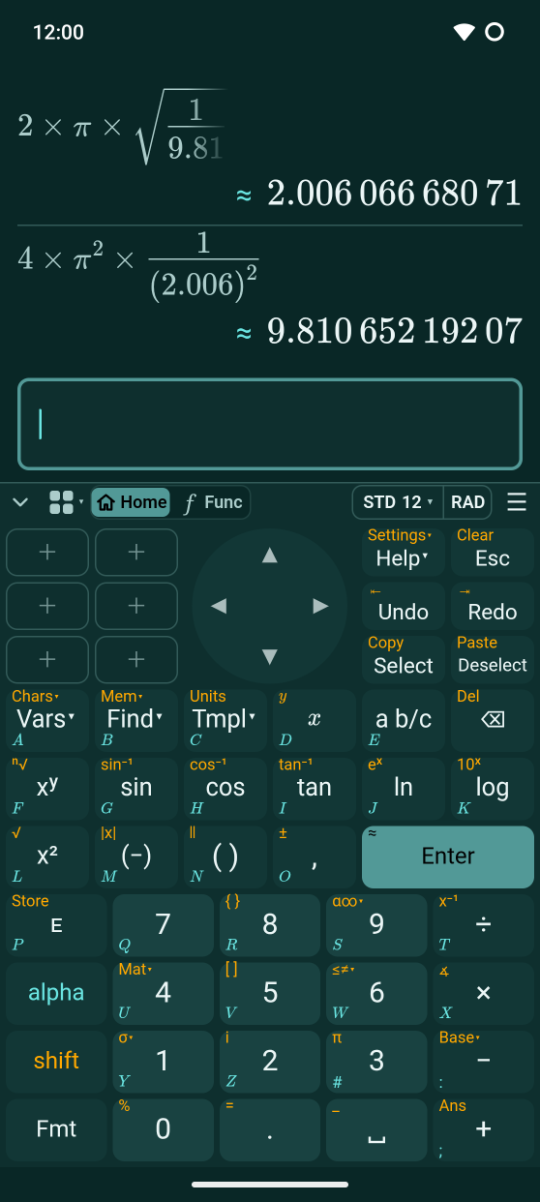 12:00
2 × π × √(1/9.81)
≈ 2.006 066 680 71
4 × π² × 1/(2.006)²
≈ 9.810 652 192 07
Home f Func STD 12 RAD
Settings Clear
Help Esc
← →
Undo Redo
Copy Paste
Select Deselect
Chars Mem Units y Del
Vars Find Tmpl x a b/c ⌫
A B C D E
ⁿ√ sin⁻¹ cos⁻¹ tan⁻¹ eˣ 10ˣ
xʸ sin cos tan ln log
F G H I J K
√ |x| || ± ≈
x² (−) ( ) , Enter
L M N O
Store { } αoo x⁻¹
E 7 8 9 ÷
P Q R S T
Mat [ ] ≤≠ ∡
alpha 4 5 6 ×
U V W X
σ i π Base
shift 1 2 3 −
Y Z # :
% = _ Ans
Fmt 0 . ␣ +
;